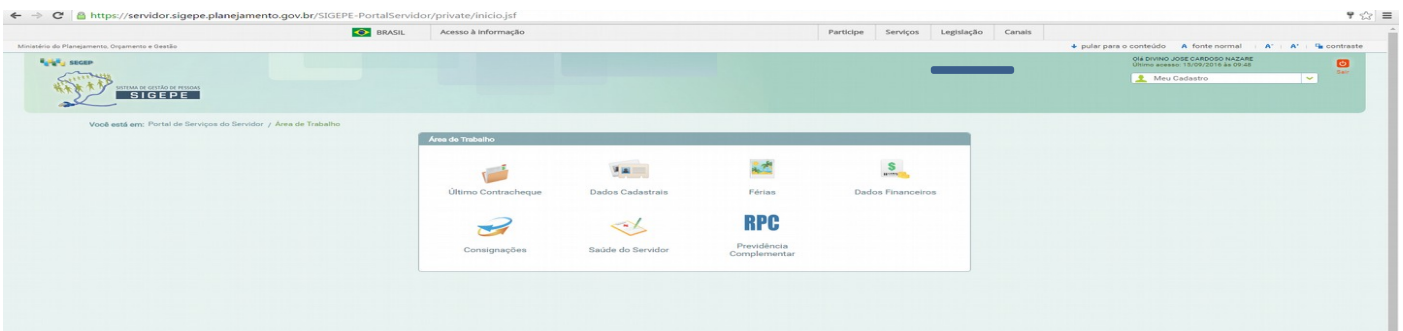 https://servidor.sigepe.planejamento.gov.br/SIGEPE-PortalServidor/private/inicio.jsf
BRASIL Acesso à informação Participe Serviços Legislação Canais
Ministério do Planejamento, Orçamento e Gestão pular para o conteúdo A fonte normal A⁺ A⁺ contraste
SEGEP
SISTEMA DE GESTÃO DE PESSOAS
SIGEPE
Olá DIVINO JOSE CARDOSO NAZARE
Último acesso: 13/09/2016 às 09:48
Meu Cadastro
Sair
Você está em: Portal de Serviços do Servidor / Área de Trabalho
Área de Trabalho
Último Contracheque Dados Cadastrais Férias Dados Financeiros
RPC
Consignações Saúde do Servidor Previdência
Complementar